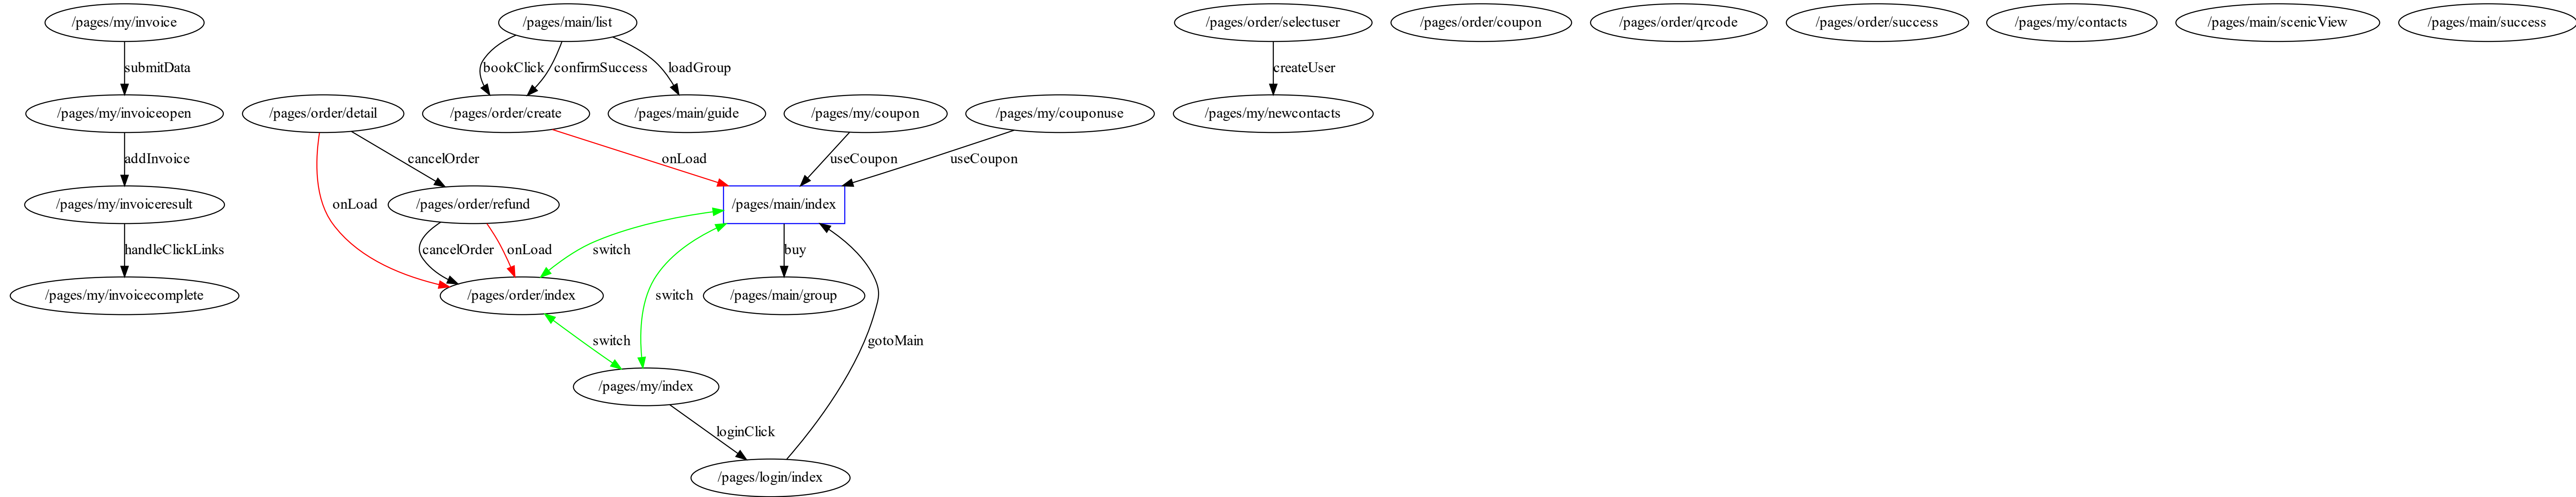 /pages/my/invoice
/pages/main/list
/pages/order/selectuser
/pages/order/coupon
/pages/order/qrcode
/pages/order/success
/pages/my/contacts
/pages/main/scenicView
/pages/main/success
submitData
bookClick
confirmSuccess
loadGroup
createUser
/pages/my/invoiceopen
/pages/order/detail
/pages/order/create
/pages/main/guide
/pages/my/coupon
/pages/my/couponuse
/pages/my/newcontacts
addInvoice
cancelOrder
onLoad
useCoupon
useCoupon
/pages/my/invoiceresult
onLoad
/pages/order/refund
/pages/main/index
handleClickLinks
cancelOrder
onLoad
switch
buy
/pages/my/invoicecomplete
/pages/order/index
switch
/pages/main/group
switch
gotoMain
/pages/my/index
loginClick
/pages/login/index